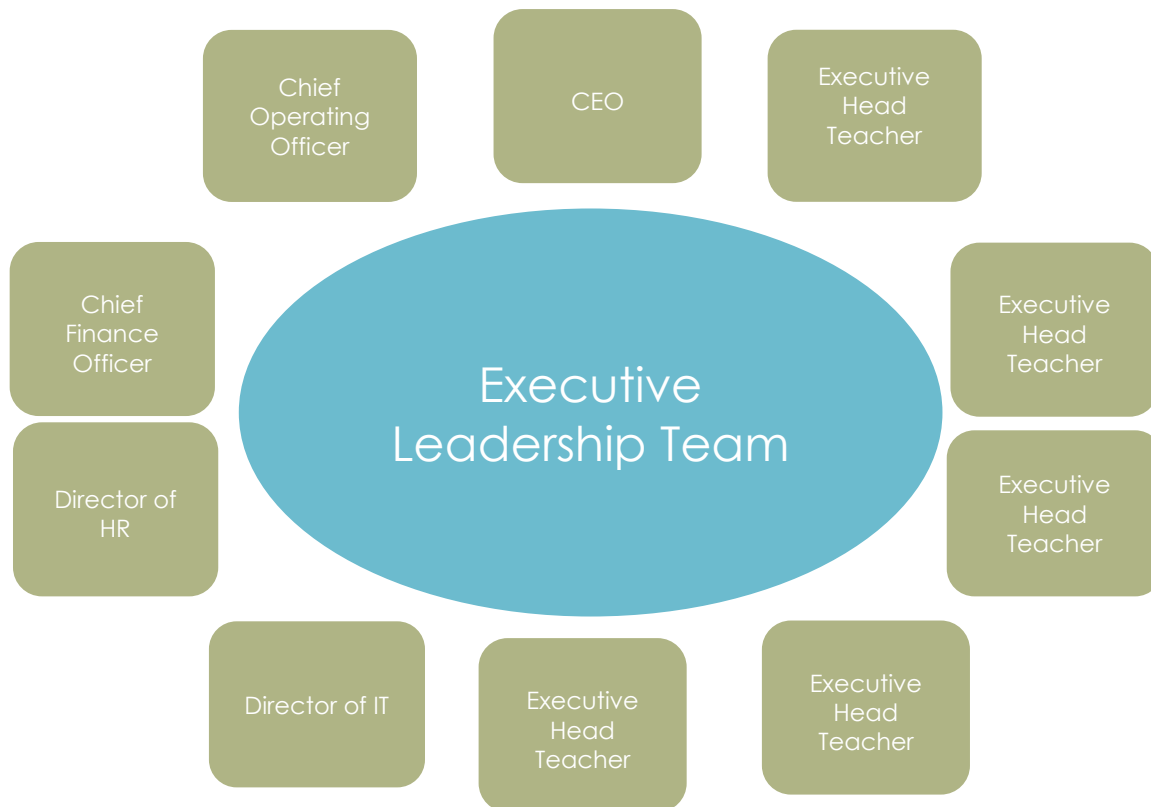 Chief
Operating
Officer
CEO
Executive
Head
Teacher
Chief
Finance
Officer
Executive
Leadership Team
Executive
Head
Teacher
Director of
HR
Executive
Head
Teacher
Director of IT
Executive
Head
Teacher
Executive
Head
Teacher